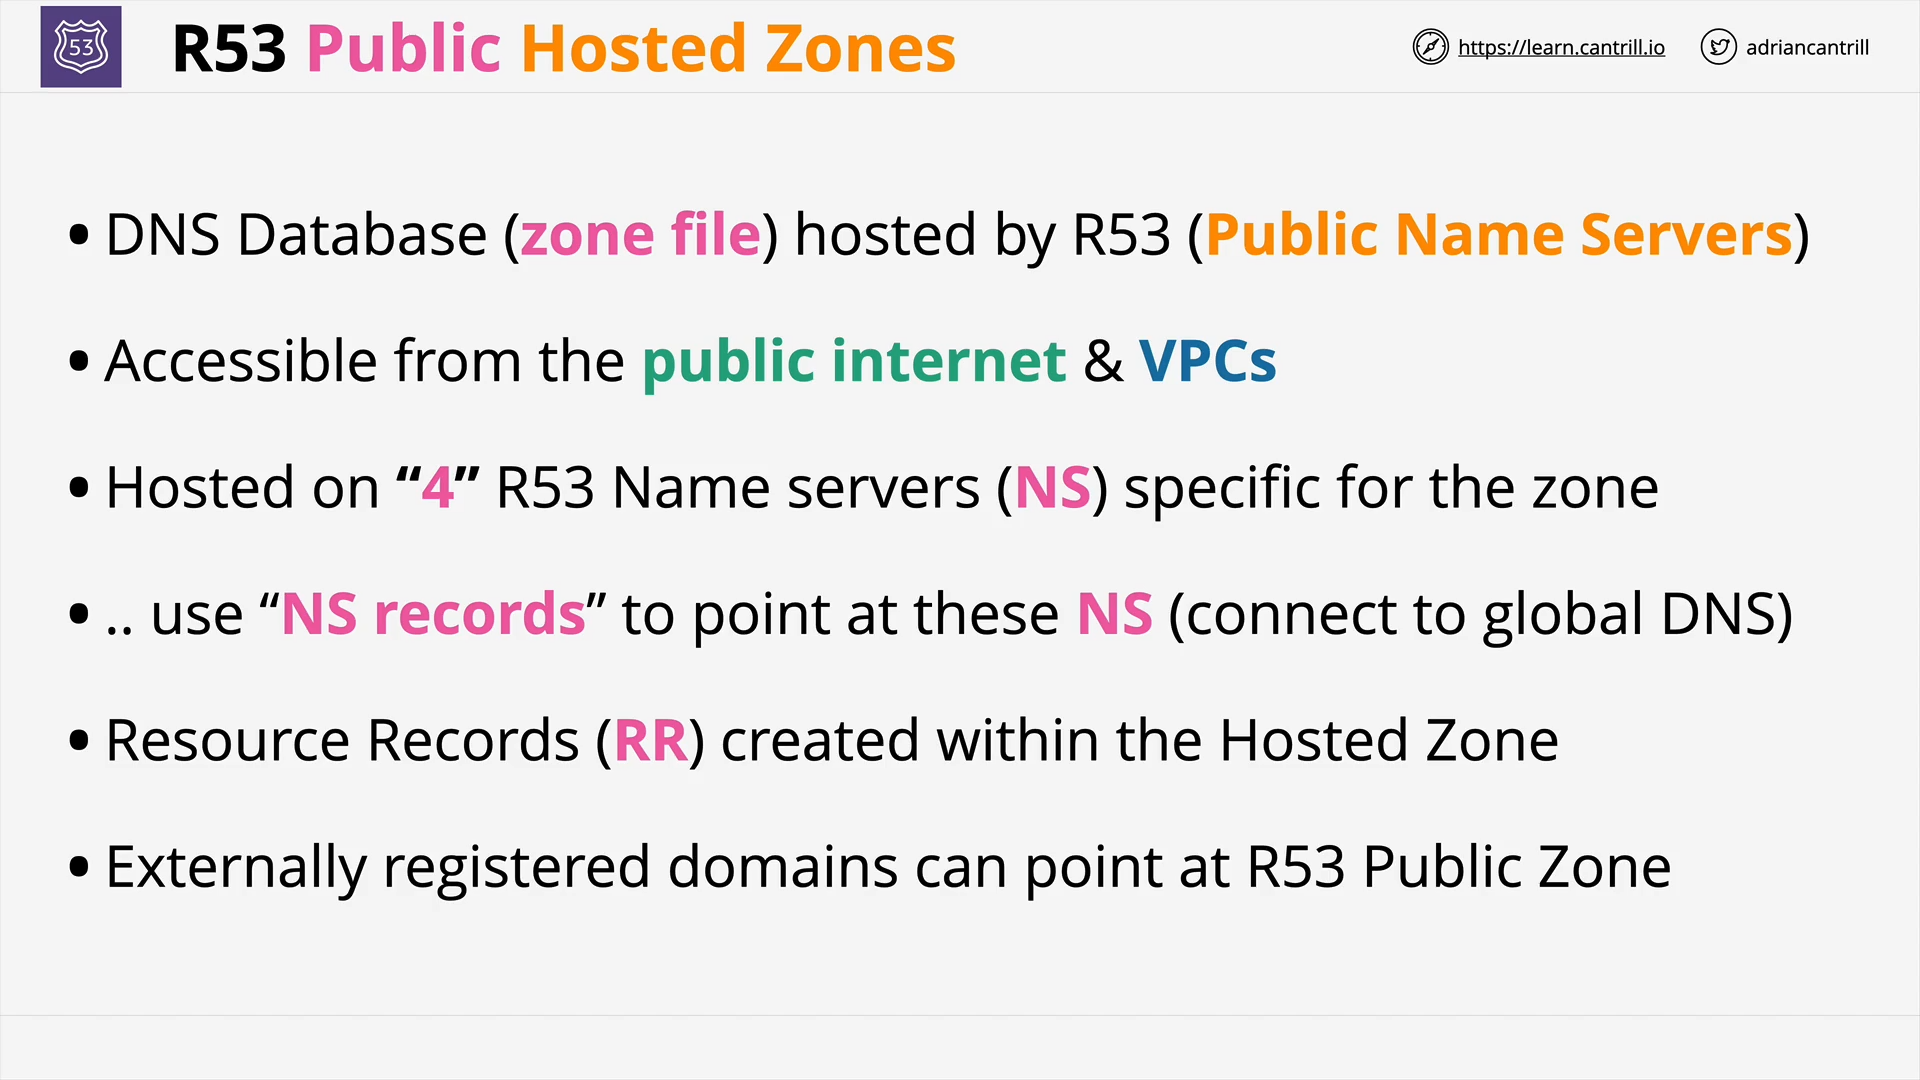 53
R53 Public Hosted Zones
https://learn.cantrill.io
adriancantrill
• DNS Database (zone file) hosted by R53 (Public Name Servers)
• Accessible from the public internet & VPCs
• Hosted on “4” R53 Name servers (NS) specific for the zone
• .. use “NS records” to point at these NS (connect to global DNS)
• Resource Records (RR) created within the Hosted Zone
• Externally registered domains can point at R53 Public Zone